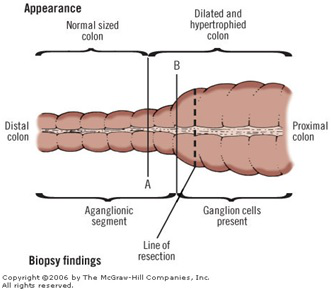 Appearance
Normal sized
colon
Dilated and
hypertrophied
colon
B
Distal
colon
Proximal
colon
A
Aganglionic
segment
Ganglion cells
present
Line of
resection
Biopsy findings
Copyright ©2006 by The McGraw-Hill Companies, Inc.
All rights reserved.